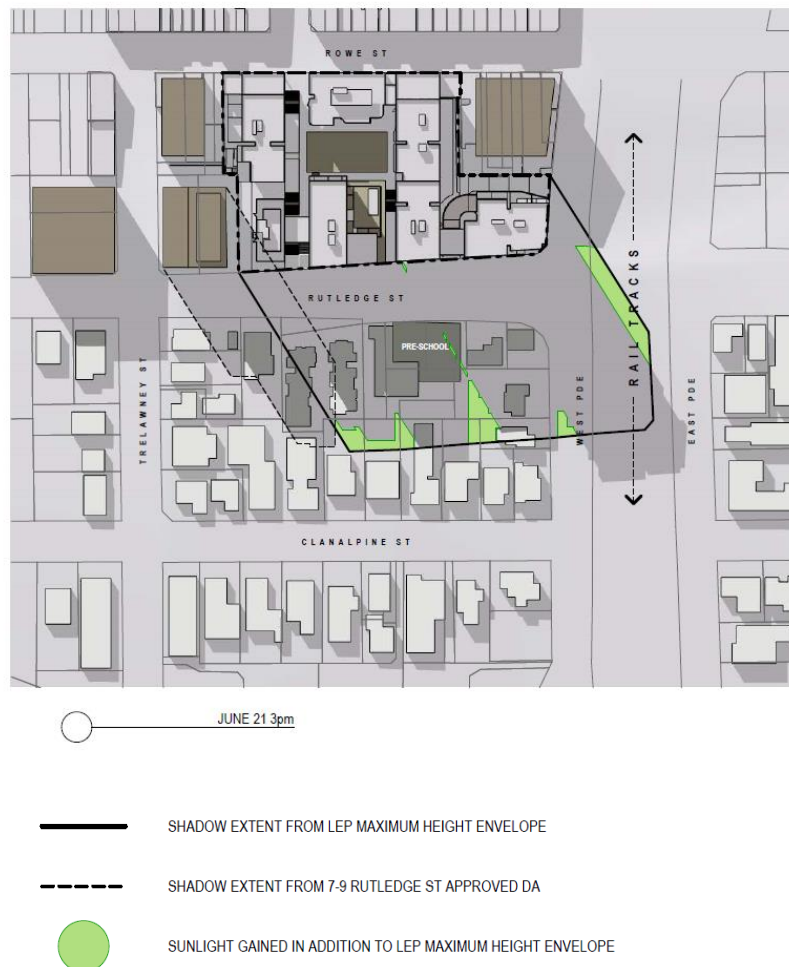 ROWE ST
RAIL TRACKS
RUTLEDGE ST
PRE-SCHOOL
TRELAWNEY ST
WEST PDE
EAST PDE
CLANALPINE ST
JUNE 21 3pm
SHADOW EXTENT FROM LEP MAXIMUM HEIGHT ENVELOPE
SHADOW EXTENT FROM 7-9 RUTLEDGE ST APPROVED DA
SUNLIGHT GAINED IN ADDITION TO LEP MAXIMUM HEIGHT ENVELOPE